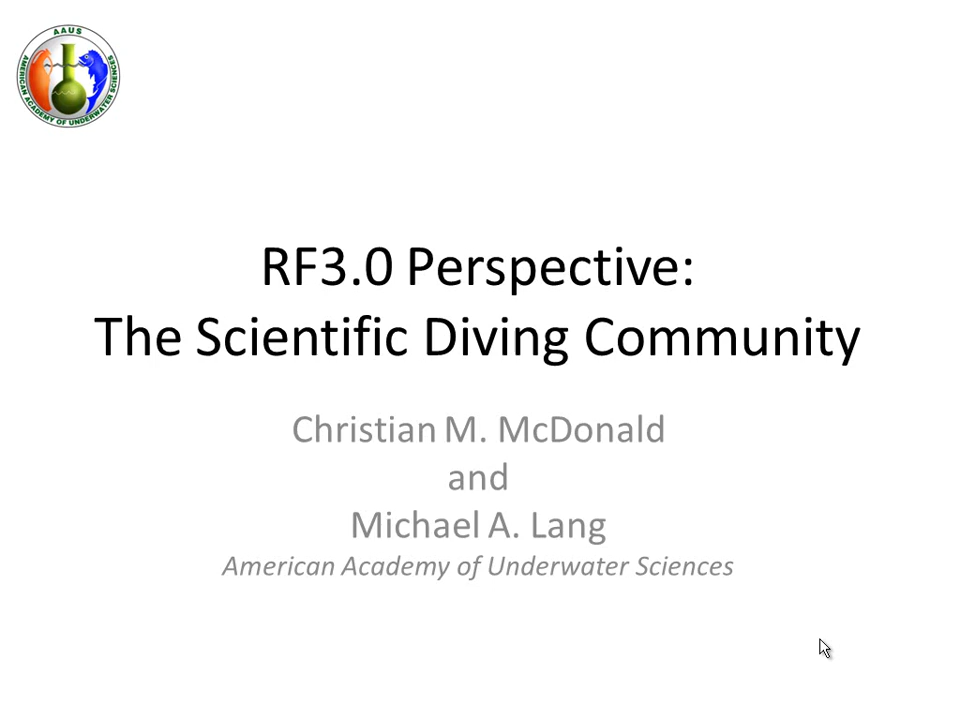 AAUS
AMERICAN ACADEMY OF UNDERWATER SCIENCES
RF3.0 Perspective:
The Scientific Diving Community
Christian M. McDonald
and
Michael A. Lang
American Academy of Underwater Sciences